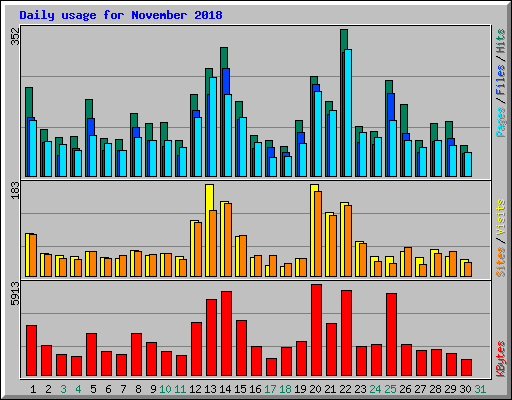 Daily usage for November 2018
352
Pages / Files / Hits
183
Sites / Visits
5913
KBytes
1 2 3 4 5 6 7 8 9 10 11 12 13 14 15 16 17 18 19 20 21 22 23 24 25 26 27 28 29 30 31